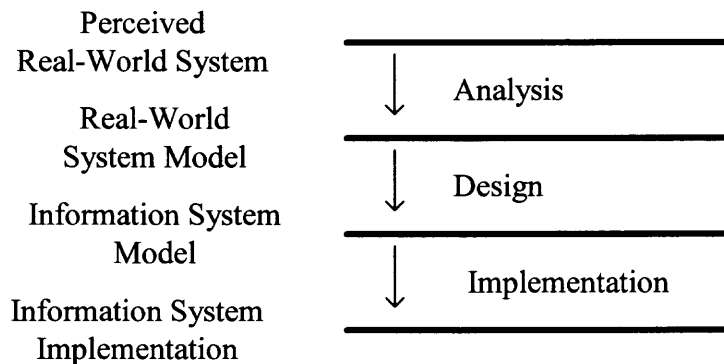 Perceived
Real-World System
Analysis
Real-World
System Model
Design
Information System
Model
Implementation
Information System
Implementation